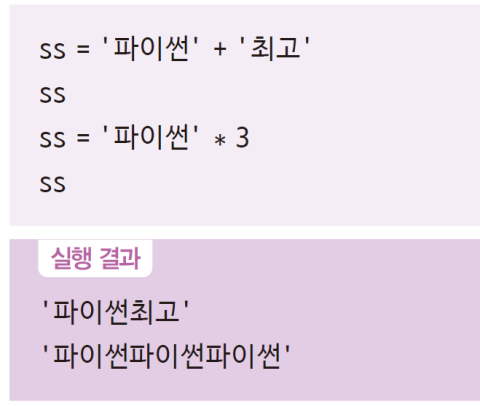 ss = '파이썬' + '최고'
ss
ss = '파이썬' * 3
ss
실행 결과
'파이썬최고'
'파이썬파이썬파이썬'